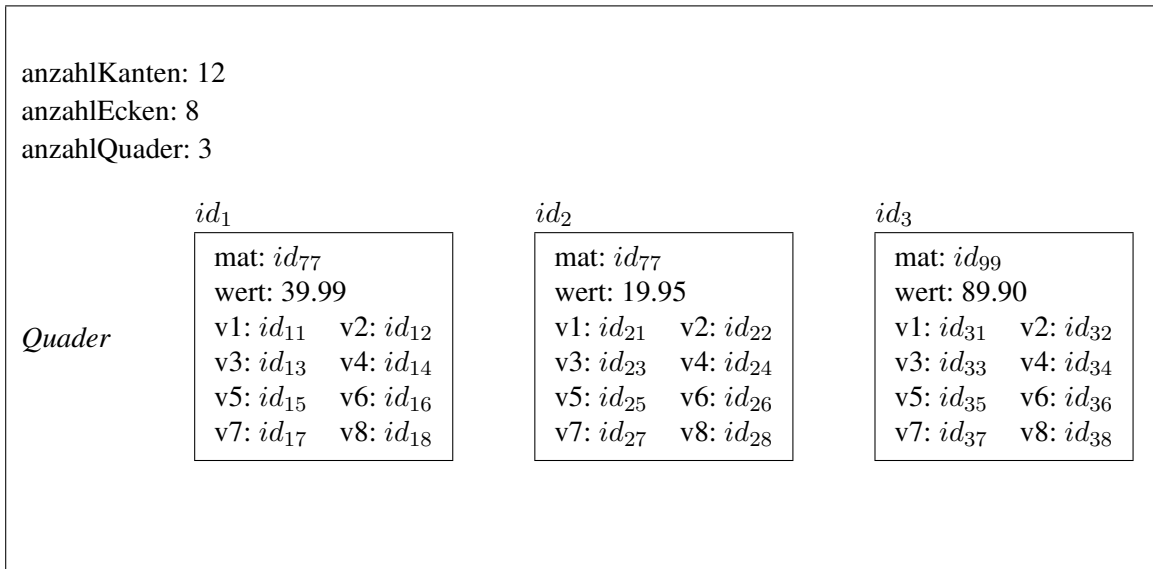 anzahlKanten: 12
anzahlEcken: 8
anzahlQuader: 3
id₁ id₂ id₃
mat: id₇₇ mat: id₇₇ mat: id₉₉
wert: 39.99 wert: 19.95 wert: 89.90
v1: id₁₁ v2: id₁₂ v1: id₂₁ v2: id₂₂ v1: id₃₁ v2: id₃₂
Quader
v3: id₁₃ v4: id₁₄ v3: id₂₃ v4: id₂₄ v3: id₃₃ v4: id₃₄
v5: id₁₅ v6: id₁₆ v5: id₂₅ v6: id₂₆ v5: id₃₅ v6: id₃₆
v7: id₁₇ v8: id₁₈ v7: id₂₇ v8: id₂₈ v7: id₃₇ v8: id₃₈